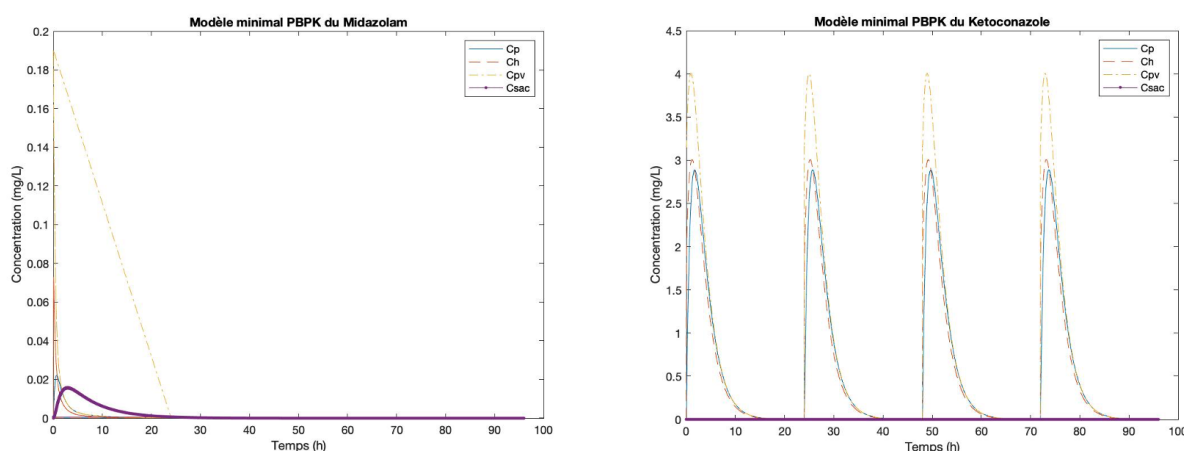 Modèle minimal PBPK du Midazolam
0.2
0.18
0.16
0.14
0.12
0.1
0.08
0.06
0.04
0.02
0
Concentration (mg/L)
Cp
Ch
Cpv
Csac
0 10 20 30 40 50 60 70 80 90 100
Temps (h)
Modèle minimal PBPK du Ketoconazole
4.5
4
3.5
3
2.5
2
1.5
1
0.5
0
Concentration (mg/L)
Cp
Ch
Cpv
Csac
0 10 20 30 40 50 60 70 80 90 100
Temps (h)